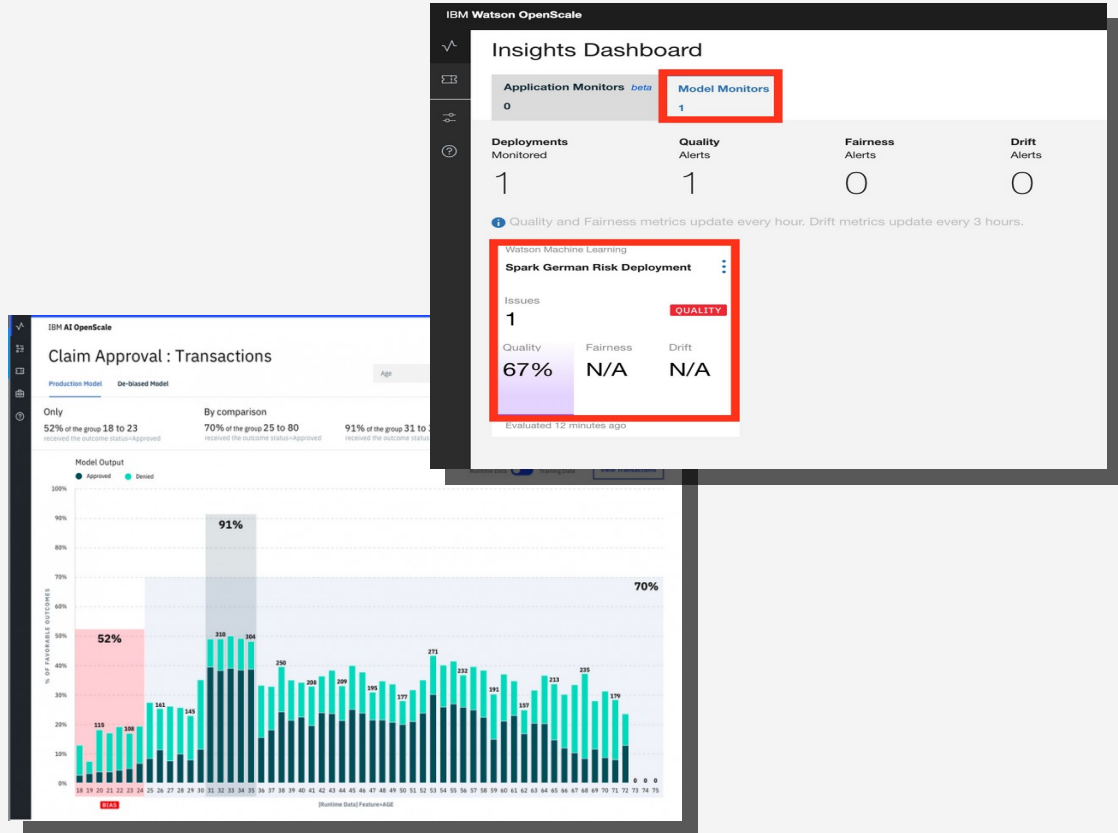 IBM Watson OpenScale
Insights Dashboard
Application Monitors beta
0
Model Monitors
1
Deployments
Monitored
1
Quality
Alerts
1
Fairness
Alerts
0
Drift
Alerts
0
Quality and Fairness metrics update every hour. Drift metrics update every 3 hours.
Watson Machine Learning
Spark German Risk Deployment
Issues
1
QUALITY
Quality
67%
Fairness
N/A
Drift
N/A
Evaluated 12 minutes ago
IBM AI OpenScale
Claim Approval : Transactions
Age
Production Model De-biased Model
Only
52% of the group 18 to 23
received the outcome status=Approved
By comparison
70% of the group 25 to 80
received the outcome status=Approved
91% of the group 31 to
received the outcome status
Model Output
Approved Denied
Training Data
View Transactions
100%
90%
80%
70%
60%
50%
40%
30%
20%
10%
0%
% OF FAVORABLE OUTCOMES
52%
91%
70%
115 108 161 145 310 304 250 208 209 195 177 271 232 191 157 213 235 179 0 0 0
18 19 20 21 22 23 24 25 26 27 28 29 30 31 32 33 34 35 36 37 38 39 40 41 42 43 44 45 46 47 48 49 50 51 52 53 54 55 56 57 58 59 60 61 62 63 64 65 66 67 68 69 70 71 72 73 74 75
BIAS
[Runtime Data] Feature=AGE